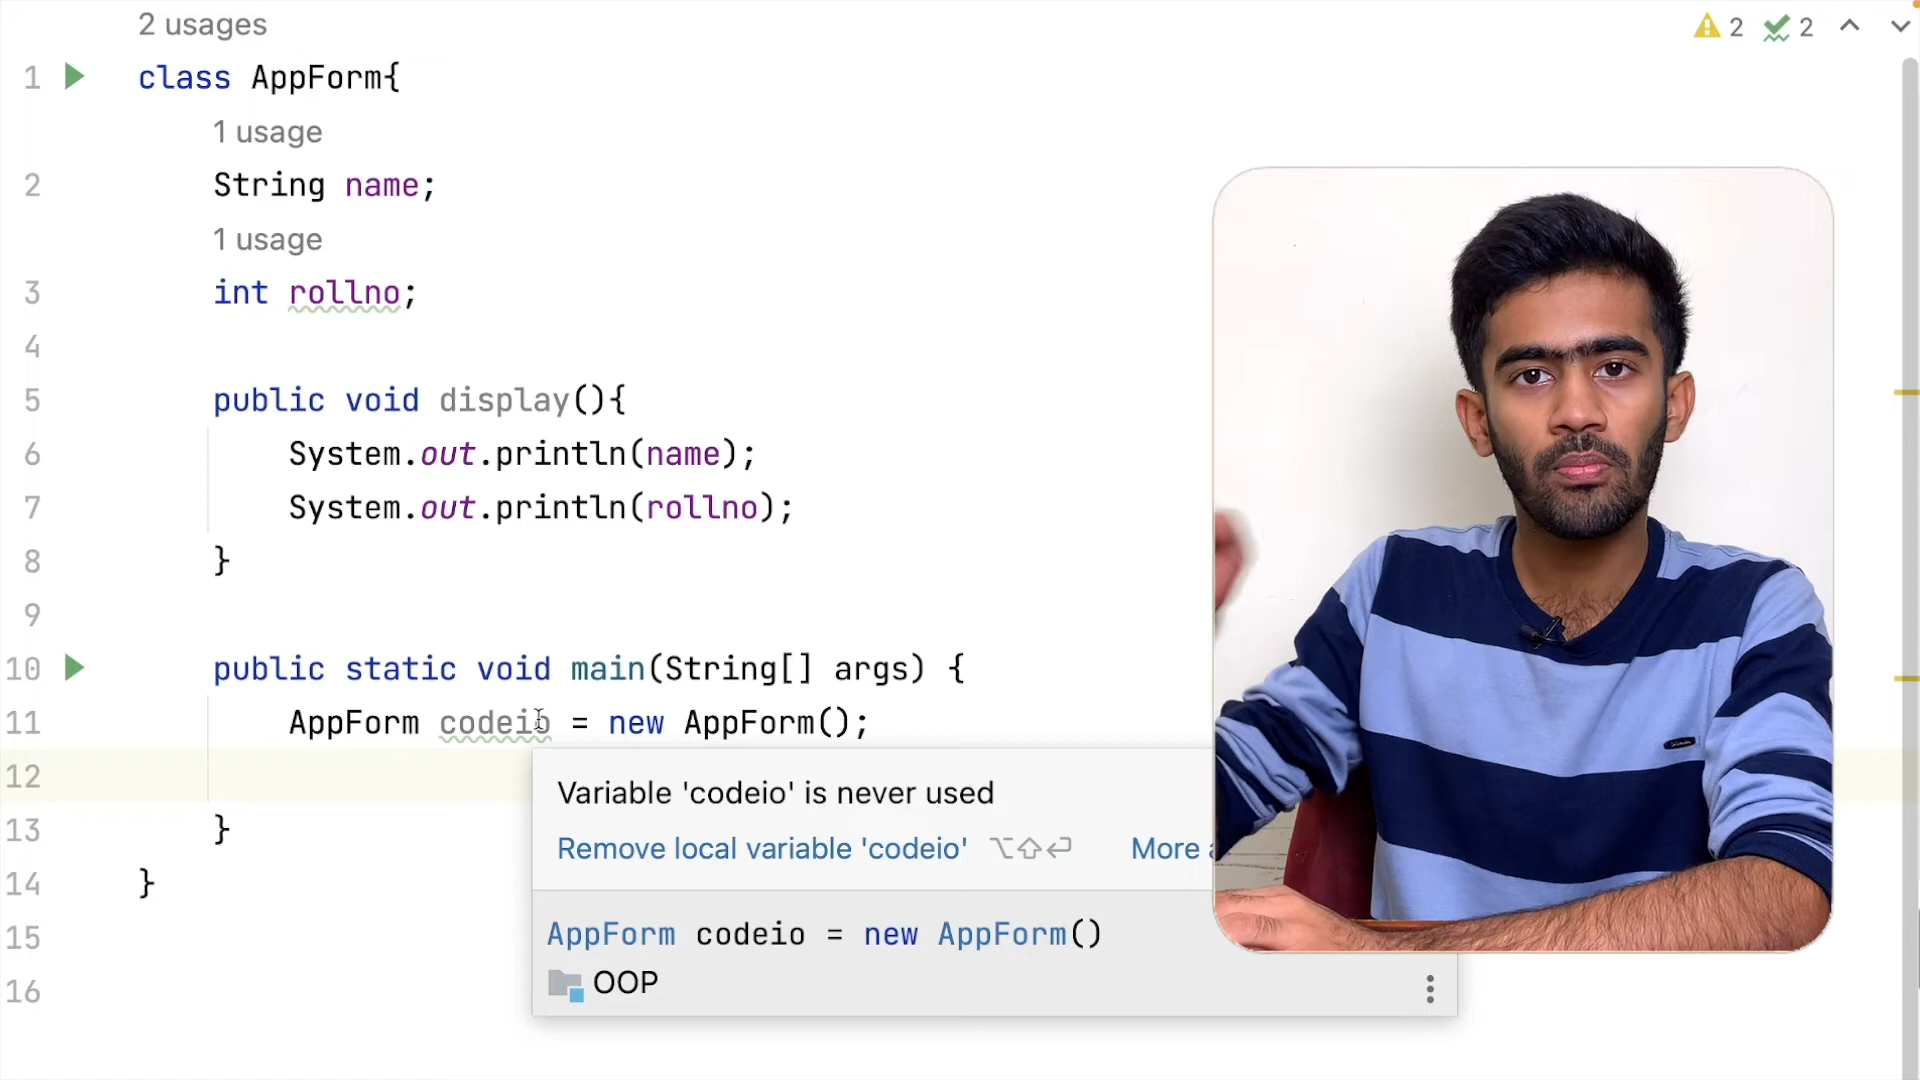 2 usages
2 2
1 class AppForm{
1 usage
2 String name;
1 usage
3 int rollno;
4
5 public void display(){
6 System.out.println(name);
7 System.out.println(rollno);
8 }
9
10 public static void main(String[] args) {
11 AppForm codeio = new AppForm();
12
Variable 'codeio' is never used
13 }
Remove local variable 'codeio' ⌥⇧⏎ More
14 }
15 AppForm codeio = new AppForm()
16 OOP